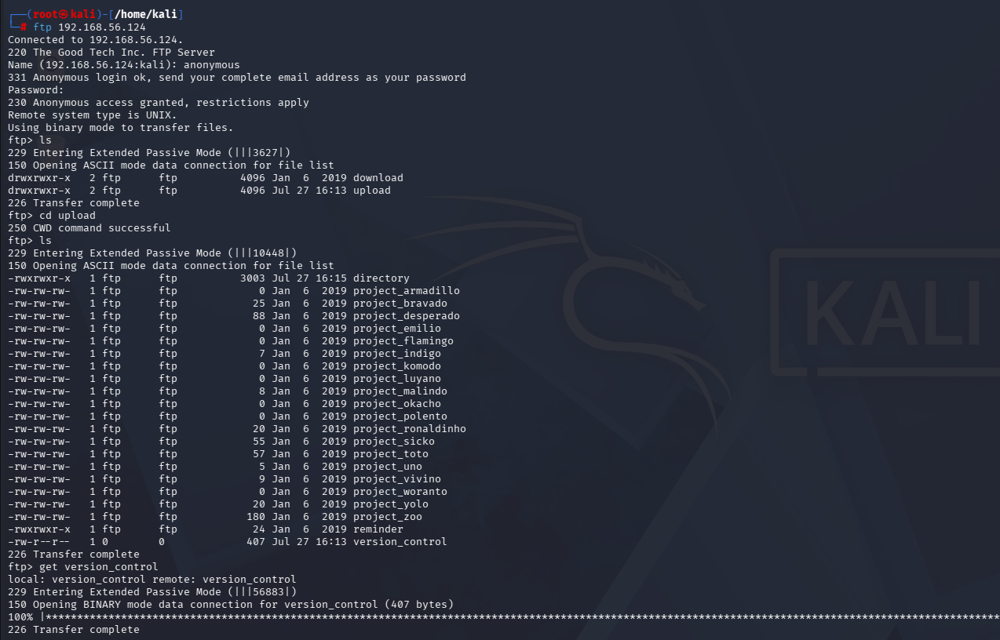 ┌──(root㉿kali)-[/home/kali]
└─# ftp 192.168.56.124
Connected to 192.168.56.124.
220 The Good Tech Inc. FTP Server
Name (192.168.56.124:kali): anonymous
331 Anonymous login ok, send your complete email address as your password
Password:
230 Anonymous access granted, restrictions apply
Remote system type is UNIX.
Using binary mode to transfer files.
ftp> ls
229 Entering Extended Passive Mode (|||3627|)
150 Opening ASCII mode data connection for file list
drwxrwxr-x   2 ftp      ftp          4096 Jan  6  2019 download
drwxrwxr-x   2 ftp      ftp          4096 Jul 27 16:13 upload
226 Transfer complete
ftp> cd upload
250 CWD command successful
ftp> ls
229 Entering Extended Passive Mode (|||10448|)
150 Opening ASCII mode data connection for file list
-rwxrwxr-x   1 ftp      ftp          3003 Jul 27 16:15 directory
-rw-rw-rw-   1 ftp      ftp             0 Jan  6  2019 project_armadillo
-rw-rw-rw-   1 ftp      ftp            25 Jan  6  2019 project_bravado
-rw-rw-rw-   1 ftp      ftp            88 Jan  6  2019 project_desperado
-rw-rw-rw-   1 ftp      ftp             0 Jan  6  2019 project_emilio
-rw-rw-rw-   1 ftp      ftp             0 Jan  6  2019 project_flamingo
-rw-rw-rw-   1 ftp      ftp             7 Jan  6  2019 project_indigo
-rw-rw-rw-   1 ftp      ftp             0 Jan  6  2019 project_komodo
-rw-rw-rw-   1 ftp      ftp             0 Jan  6  2019 project_luyano
-rw-rw-rw-   1 ftp      ftp             8 Jan  6  2019 project_malindo
-rw-rw-rw-   1 ftp      ftp             0 Jan  6  2019 project_okacho
-rw-rw-rw-   1 ftp      ftp             0 Jan  6  2019 project_polento
-rw-rw-rw-   1 ftp      ftp            20 Jan  6  2019 project_ronaldinho
-rw-rw-rw-   1 ftp      ftp            55 Jan  6  2019 project_sicko
-rw-rw-rw-   1 ftp      ftp            57 Jan  6  2019 project_toto
-rw-rw-rw-   1 ftp      ftp             5 Jan  6  2019 project_uno
-rw-rw-rw-   1 ftp      ftp             9 Jan  6  2019 project_vivino
-rw-rw-rw-   1 ftp      ftp             0 Jan  6  2019 project_woranto
-rw-rw-rw-   1 ftp      ftp            20 Jan  6  2019 project_yolo
-rw-rw-rw-   1 ftp      ftp           180 Jan  6  2019 project_zoo
-rwxrwxr-x   1 ftp      ftp            24 Jan  6  2019 reminder
-rw-r--r--   1 0        0             407 Jul 27 16:13 version_control
226 Transfer complete
ftp> get version_control
local: version_control remote: version_control
229 Entering Extended Passive Mode (|||56883|)
150 Opening BINARY mode data connection for version_control (407 bytes)
100% |********************************************************************************************************************************************************
226 Transfer complete
KALI